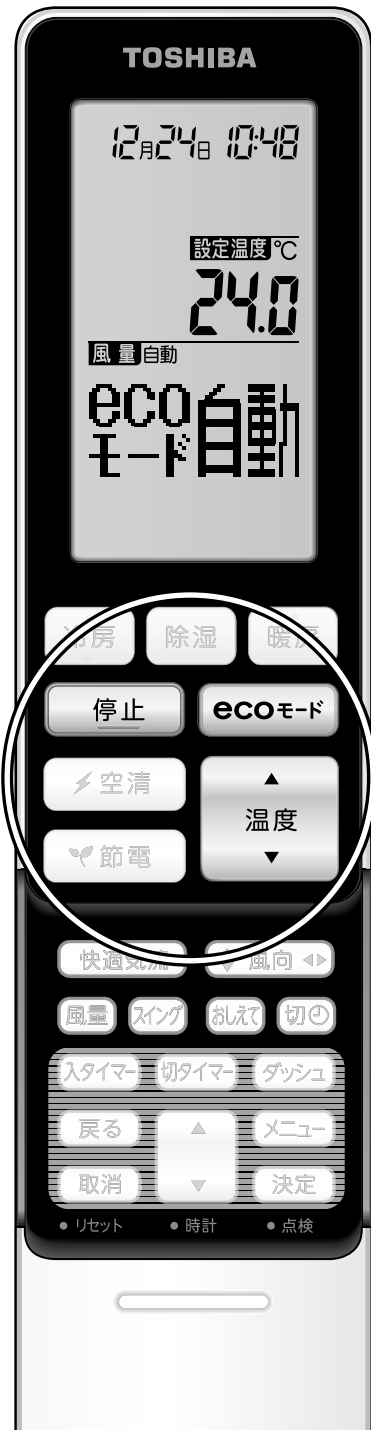 TOSHIBA
12月24日 10:48
設定温度 ℃
24.0
風量 自動
eco
モード 自動
冷房 除湿 暖房
停止 ecoモード
空清 ▲
温度
節電 ▼
快適気流 風向
風量 スイング おしえて 切
入タイマー 切タイマー ダッシュ
戻る ▲ メニュー
取消 ▼ 決定
リセット 時計 点検